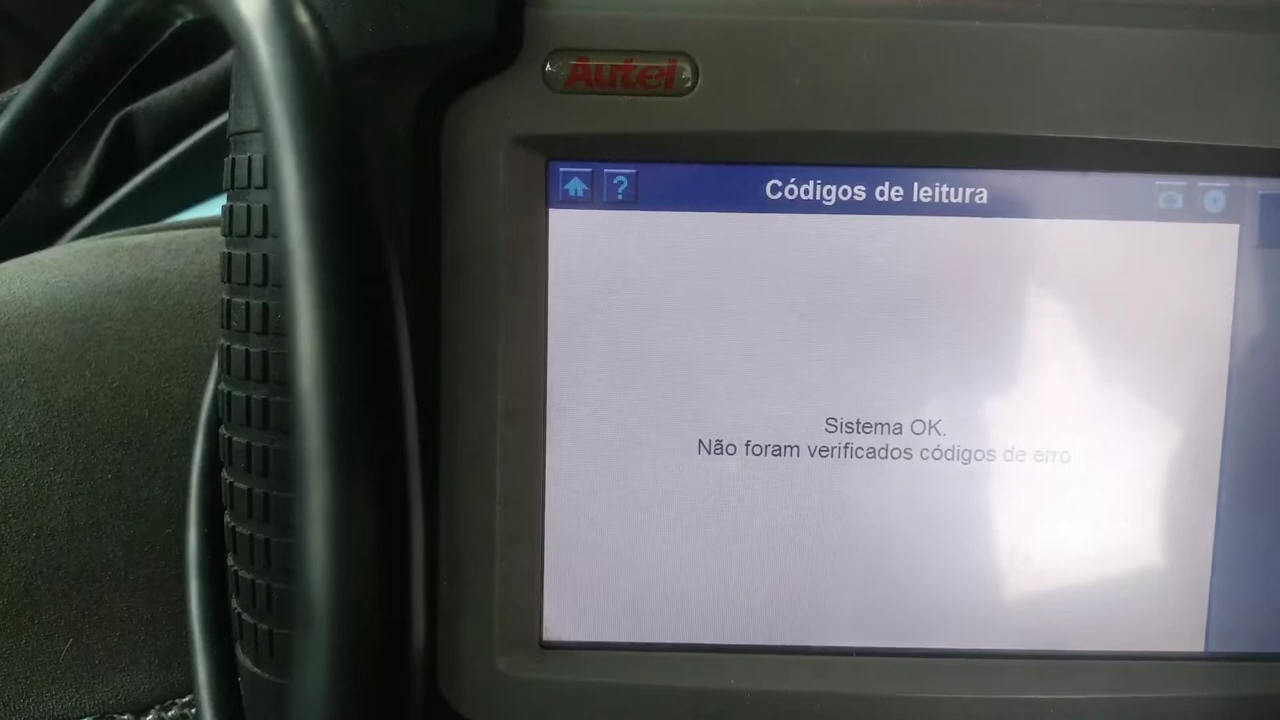 Autel
?
Códigos de leitura
Sistema OK.
Não foram verificados códigos de erro